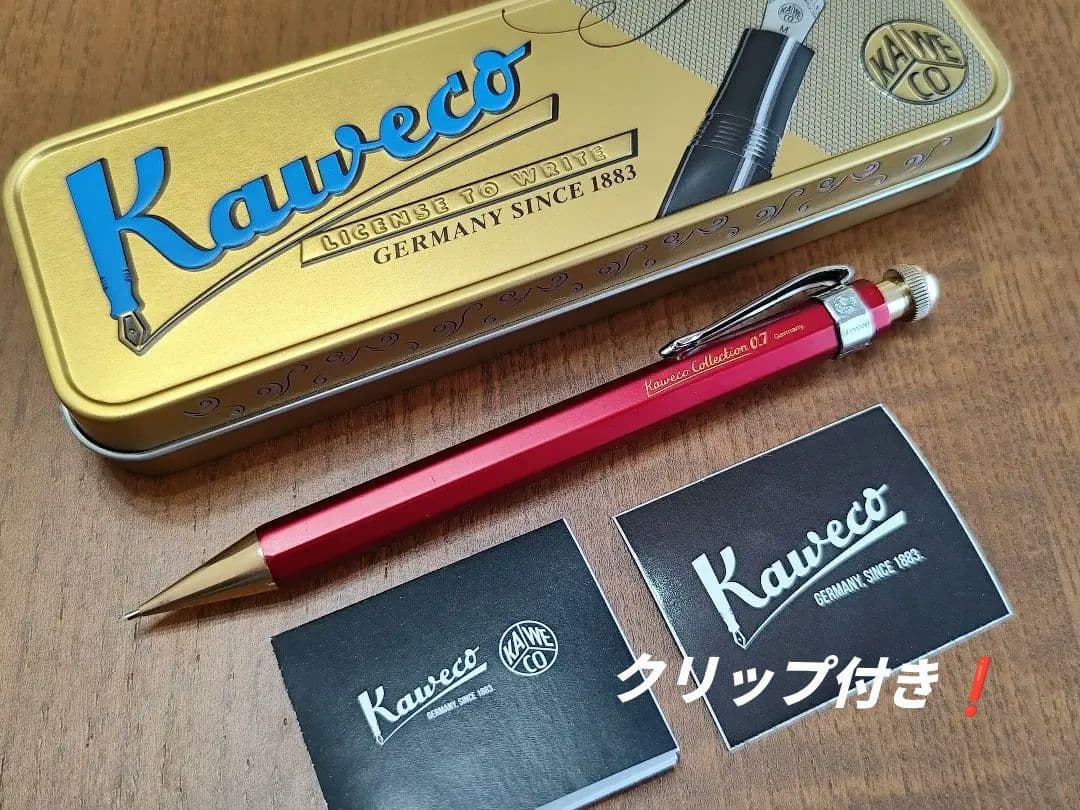 Kaweco
LICENSE TO WRITE
GERMANY SINCE 1883
KA WE CO
M
Kaweco Collection 0.7 Germany
GERMANY
Kaweco
GERMANY, SINCE 1883.
KA WE CO
Kaweco
GERMANY, SINCE 1883.
クリップ付き❗